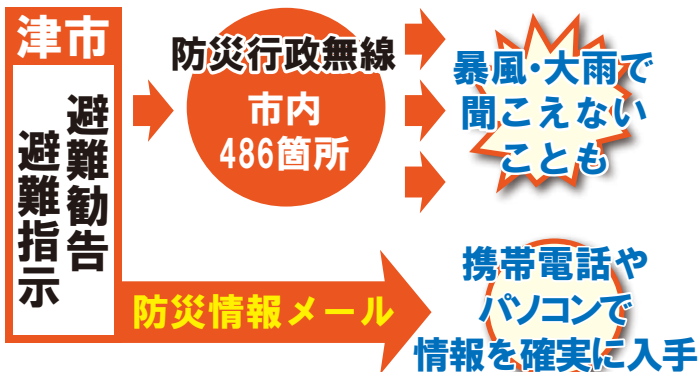 津市
避難勧告
避難指示
防災行政無線
市内
486箇所
暴風・大雨で
聞こえない
ことも
防災情報メール
携帯電話や
パソコンで
情報を確実に入手